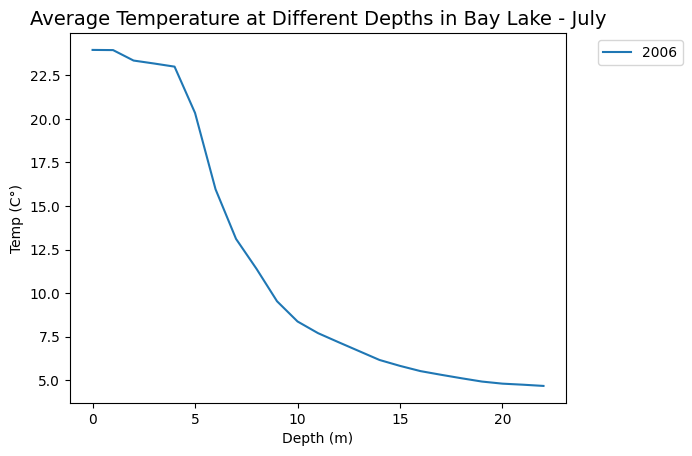 Average Temperature at Different Depths in Bay Lake - July
2006
22.5
20.0
17.5
15.0
12.5
10.0
7.5
5.0
Temp (C°)
0 5 10 15 20
Depth (m)